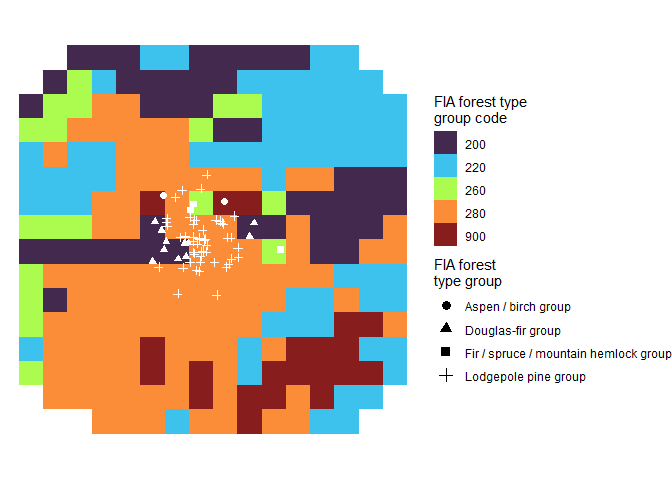 FIA forest type
group code
200
220
260
280
900
FIA forest
type group
Aspen / birch group
Douglas-fir group
Fir / spruce / mountain hemlock group
Lodgepole pine group